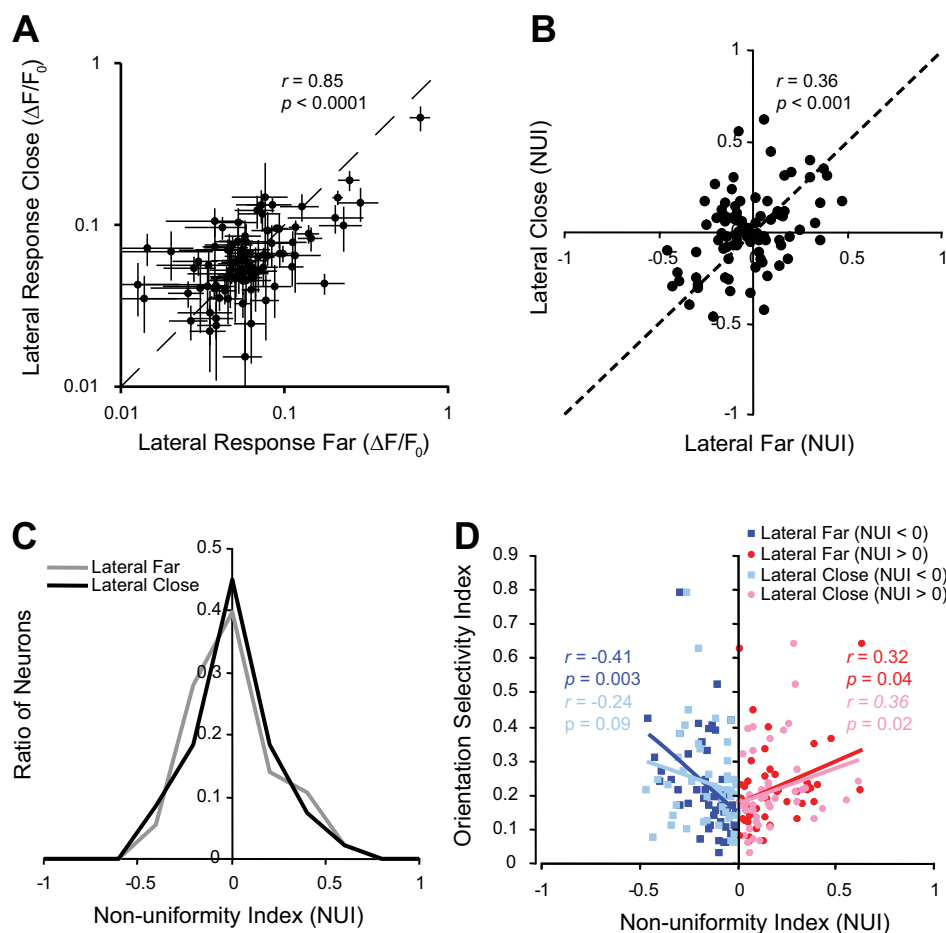 A
1
r = 0.85
p < 0.0001
0.1
0.01
0.01
0.1
1
Lateral Response Close (ΔF/F0)
Lateral Response Far (ΔF/F0)
B
1
r = 0.36
p < 0.001
0.5
-1
-0.5
0.5
1
-0.5
-1
Lateral Close (NUI)
Lateral Far (NUI)
C
0.5
Lateral Far
Lateral Close
0.4
0.3
0.2
0.1
0
-1
-0.5
0
0.5
1
Ratio of Neurons
Non-uniformity Index (NUI)
D
Lateral Far (NUI < 0)
Lateral Far (NUI > 0)
Lateral Close (NUI < 0)
Lateral Close (NUI > 0)
0.9
0.8
0.7
0.6
0.5
0.4
0.3
0.2
0.1
0
r = -0.41
p = 0.003
r = -0.24
p = 0.09
r = 0.32
p = 0.04
r = 0.36
p = 0.02
-1
-0.5
0
0.5
1
Orientation Selectivity Index
Non-uniformity Index (NUI)